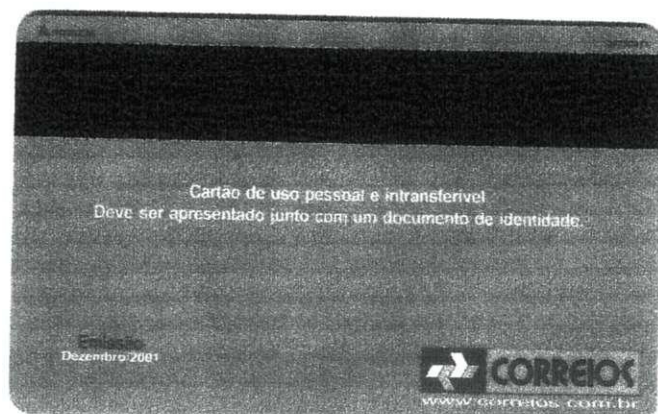 Cartão de uso pessoal e intransferível
Deve ser apresentado junto com um documento de identidade.
Emissão
Dezembro/2001
CORREIOS
www.correios.com.br